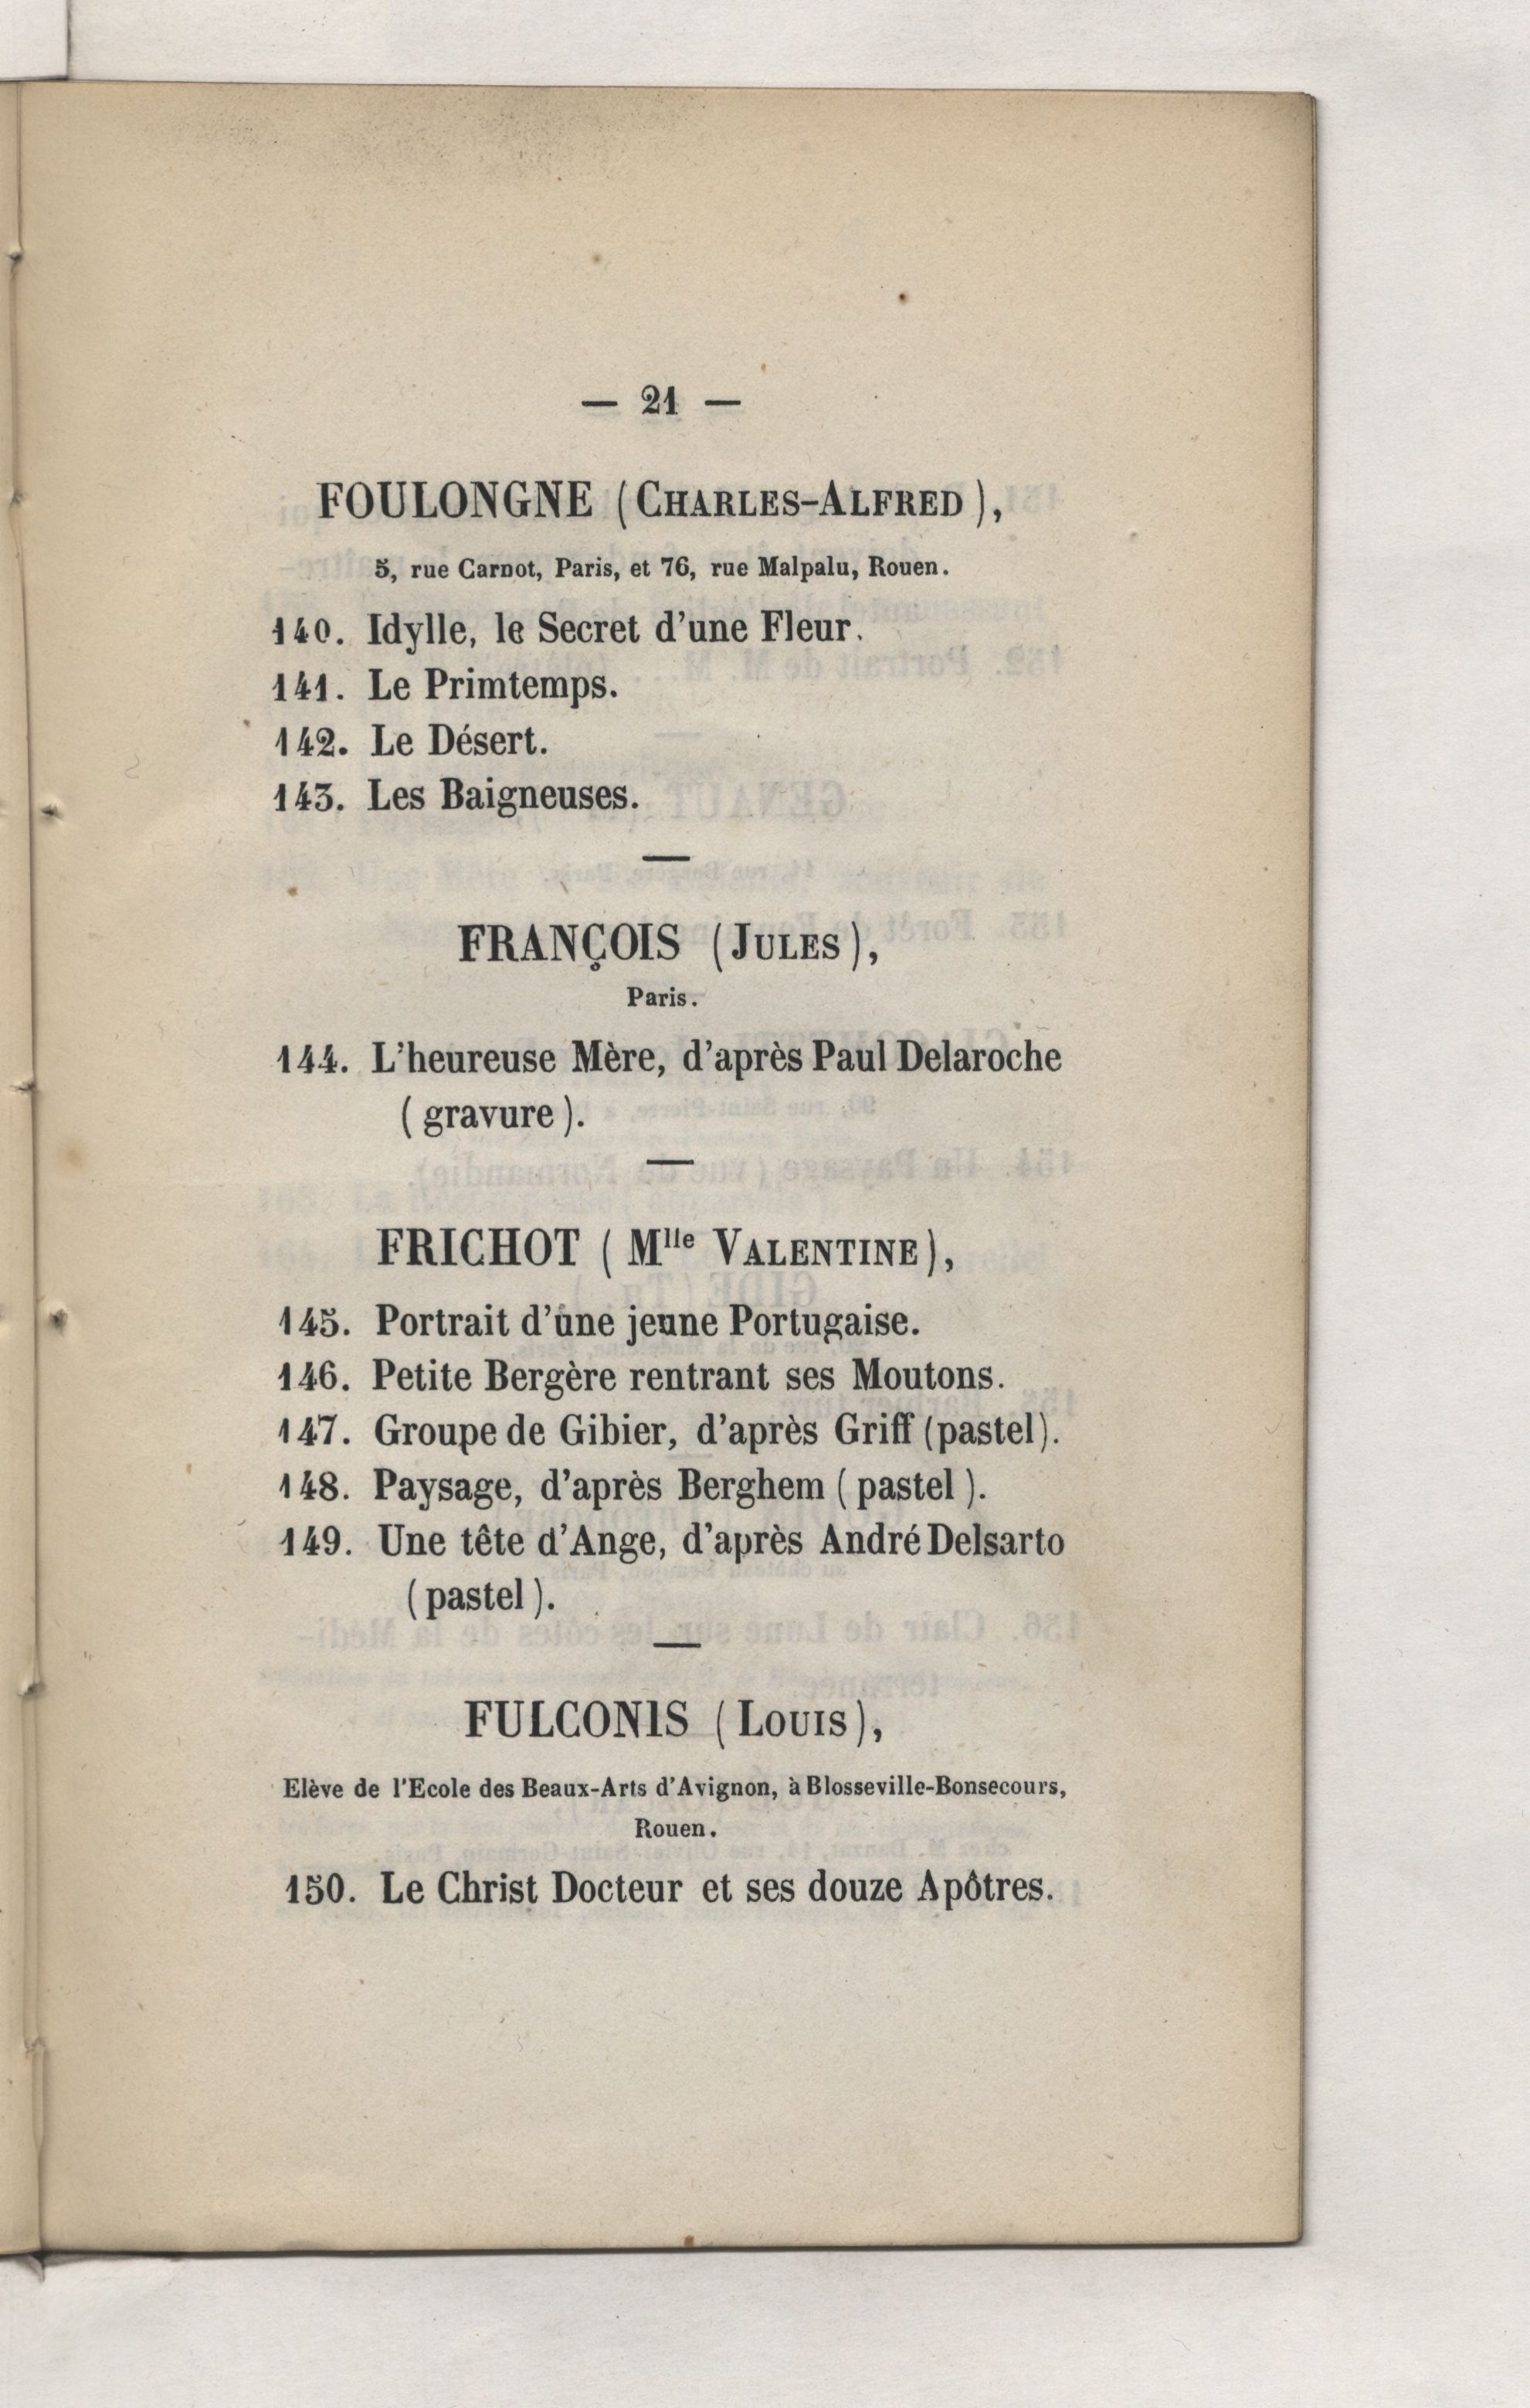 — 21 —
FOULONGNE (CHARLES-ALFRED),
5, rue Carnot, Paris, et 76, rue Malpalu, Rouen.
140. Idylle, le Secret d'une Fleur.
141. Le Primtemps.
142. Le Désert.
143. Les Baigneuses.
—
FRANÇOIS (JULES),
Paris.
144. L'heureuse Mère, d'après Paul Delaroche
(gravure).
—
FRICHOT (Mlle VALENTINE),
145. Portrait d'une jeune Portugaise.
146. Petite Bergère rentrant ses Moutons.
147. Groupe de Gibier, d'après Griff (pastel).
148. Paysage, d'après Berghem (pastel).
149. Une tête d'Ange, d'après André Delsarto
(pastel).
—
FULCONIS (LOUIS),
Elève de l'Ecole des Beaux-Arts d'Avignon, à Blosseville-Bonsecours,
Rouen.
150. Le Christ Docteur et ses douze Apôtres.